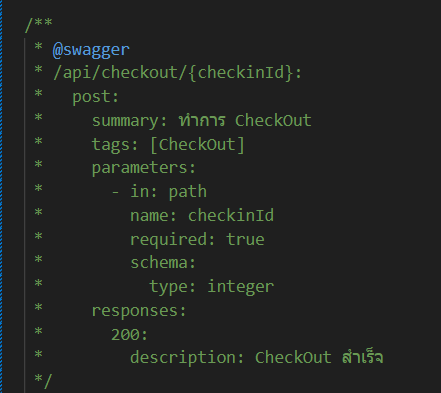 /**
 * @swagger
 * /api/checkout/{checkinId}:
 *   post:
 *     summary: ทำการ CheckOut
 *     tags: [CheckOut]
 *     parameters:
 *       - in: path
 *         name: checkinId
 *         required: true
 *         schema:
 *           type: integer
 *     responses:
 *       200:
 *         description: CheckOut สำเร็จ
 */